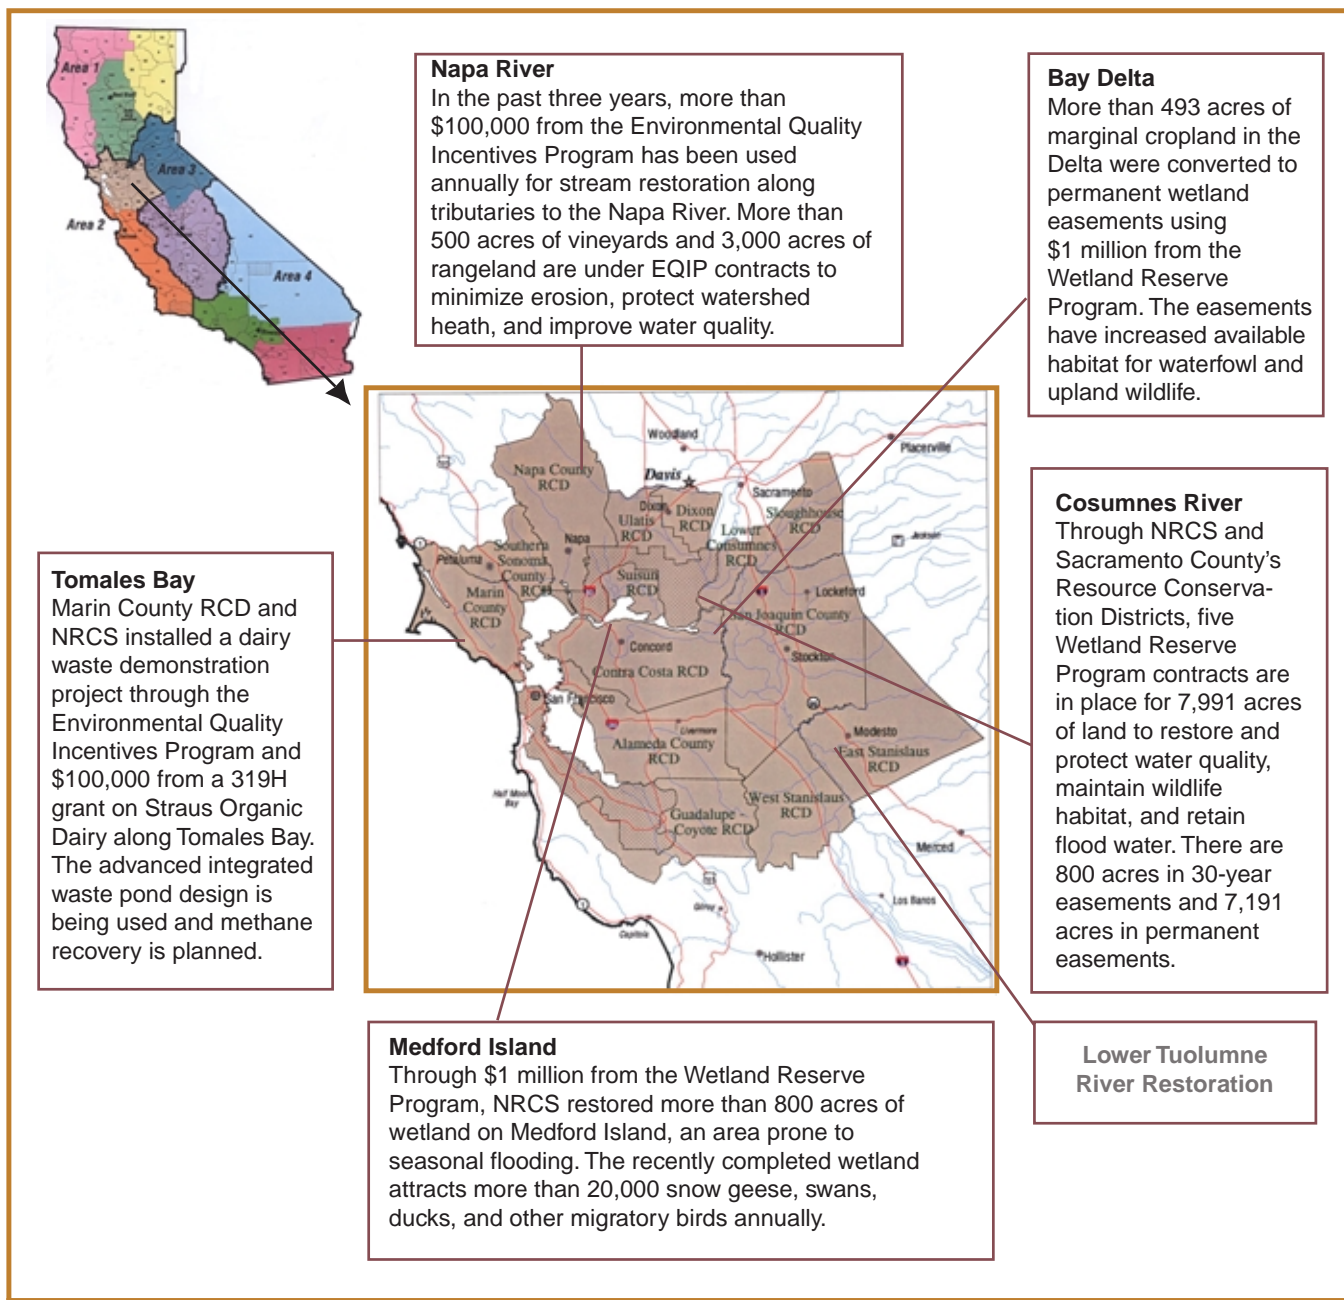 Area 1
Area 3
Area 2
Area 4
Napa River
In the past three years, more than
$100,000 from the Environmental Quality
Incentives Program has been used
annually for stream restoration along
tributaries to the Napa River. More than
500 acres of vineyards and 3,000 acres of
rangeland are under EQIP contracts to
minimize erosion, protect watershed
heath, and improve water quality.
Bay Delta
More than 493 acres of
marginal cropland in the
Delta were converted to
permanent wetland
easements using
$1 million from the
Wetland Reserve
Program. The easements
have increased available
habitat for waterfowl and
upland wildlife.
Woodland
Placerville
Davis
Sacramento
Napa County
RCD
Dixon
Dixon
RCD
Ulatis
RCD
Sloughhouse
RCD
Lower
Consumnes
RCD
Jackson
Napa
Petaluma
Southern
Sonoma
County
RCD
Suisun
RCD
Marin
County
RCD
Lockeford
San Joaquin County
RCD
Concord
Stockton
Contra Costa RCD
San Francisco
Livermore
Alameda County
RCD
Modesto
East Stanislaus
RCD
Half Moon
Bay
West Stanislaus
RCD
Guadalupe -
Coyote RCD
Merced
Los Banos
Gilroy
Capitola
Hollister
Cosumnes River
Through NRCS and
Sacramento County’s
Resource Conserva-
tion Districts, five
Wetland Reserve
Program contracts are
in place for 7,991 acres
of land to restore and
protect water quality,
maintain wildlife
habitat, and retain
flood water. There are
800 acres in 30-year
easements and 7,191
acres in permanent
easements.
Tomales Bay
Marin County RCD and
NRCS installed a dairy
waste demonstration
project through the
Environmental Quality
Incentives Program and
$100,000 from a 319H
grant on Straus Organic
Dairy along Tomales Bay.
The advanced integrated
waste pond design is
being used and methane
recovery is planned.
Medford Island
Through $1 million from the Wetland Reserve
Program, NRCS restored more than 800 acres of
wetland on Medford Island, an area prone to
seasonal flooding. The recently completed wetland
attracts more than 20,000 snow geese, swans,
ducks, and other migratory birds annually.
Lower Tuolumne
River Restoration